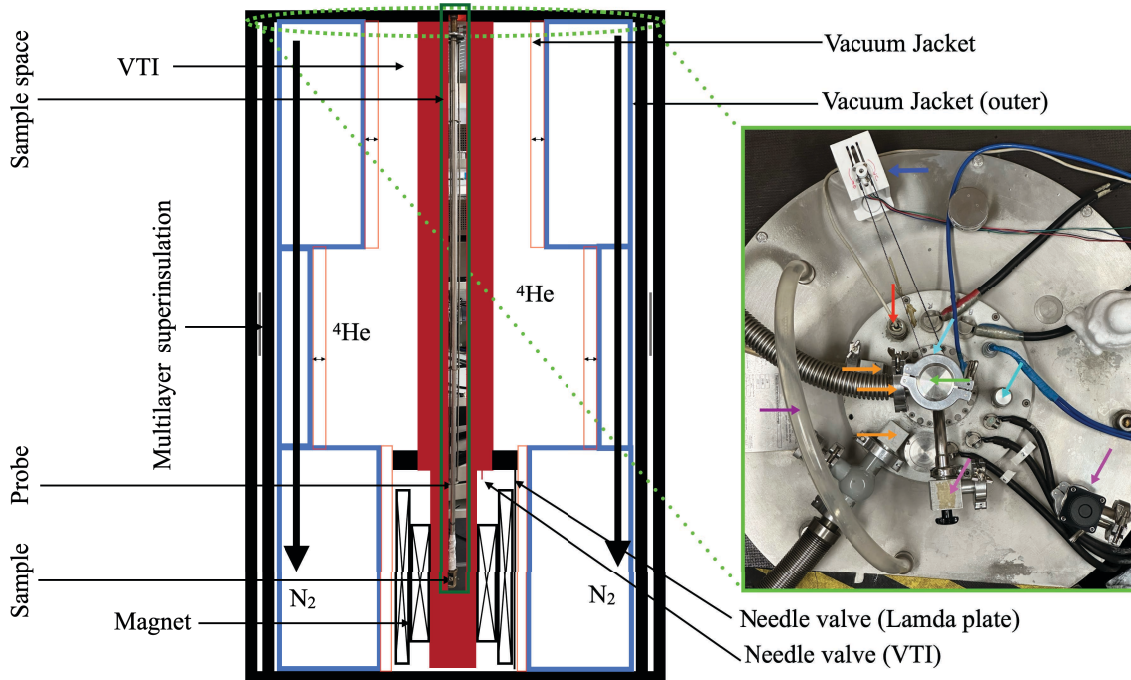 Sample space
VTI
Vacuum Jacket
Vacuum Jacket (outer)
Multilayer superinsulation
⁴He
⁴He
Probe
Sample
N₂
N₂
Magnet
Needle valve (Lamda plate)
Needle valve (VTI)